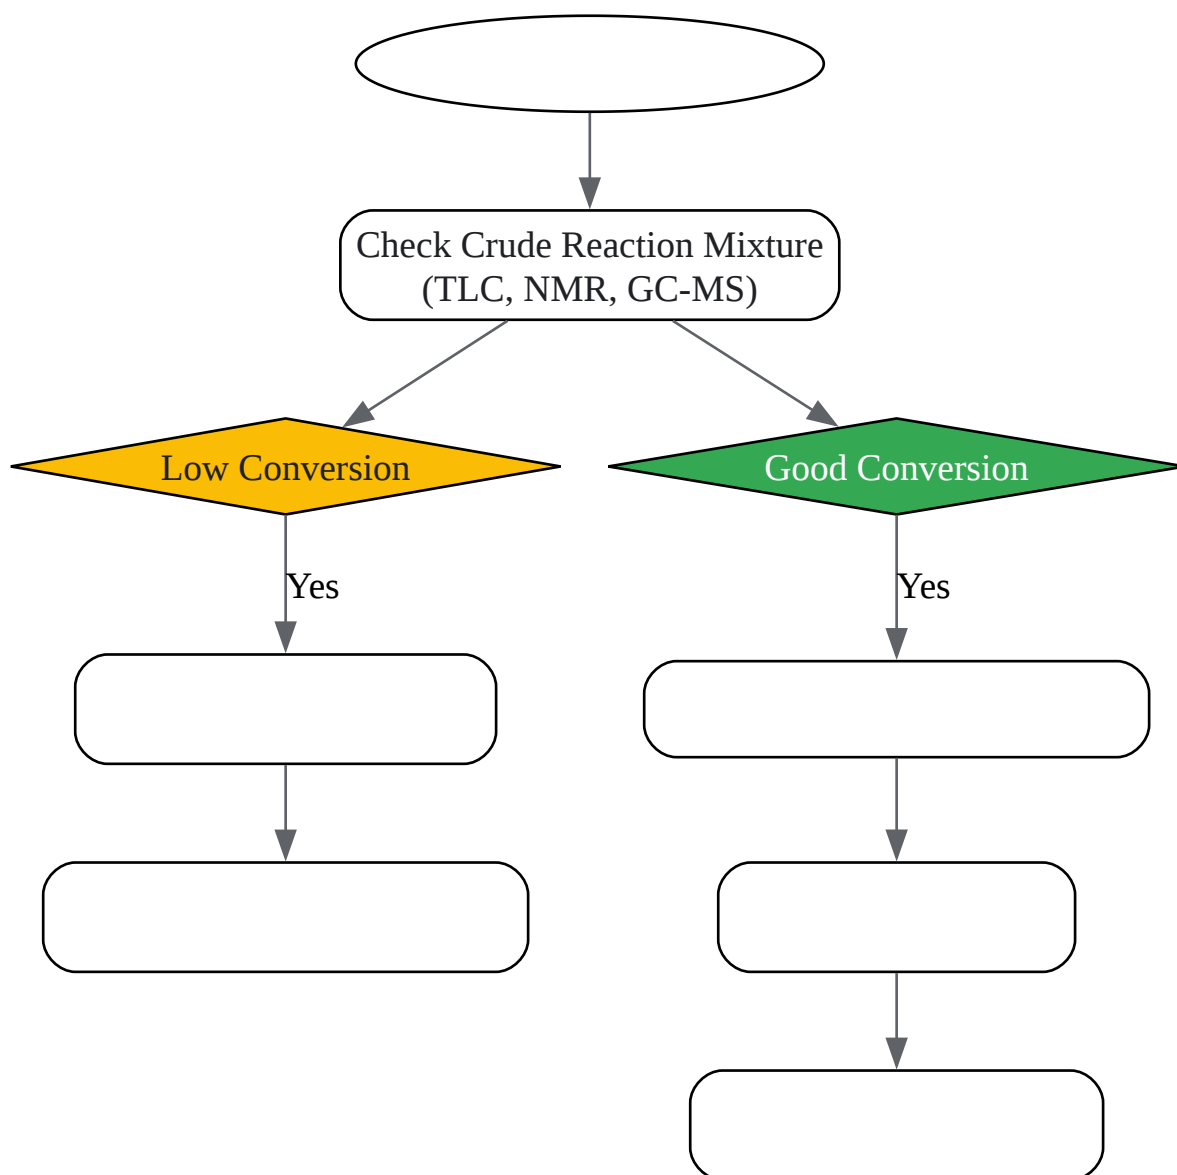 Check Crude Reaction Mixture
(TLC, NMR, GC-MS)
Low Conversion
Good Conversion
Yes
Yes